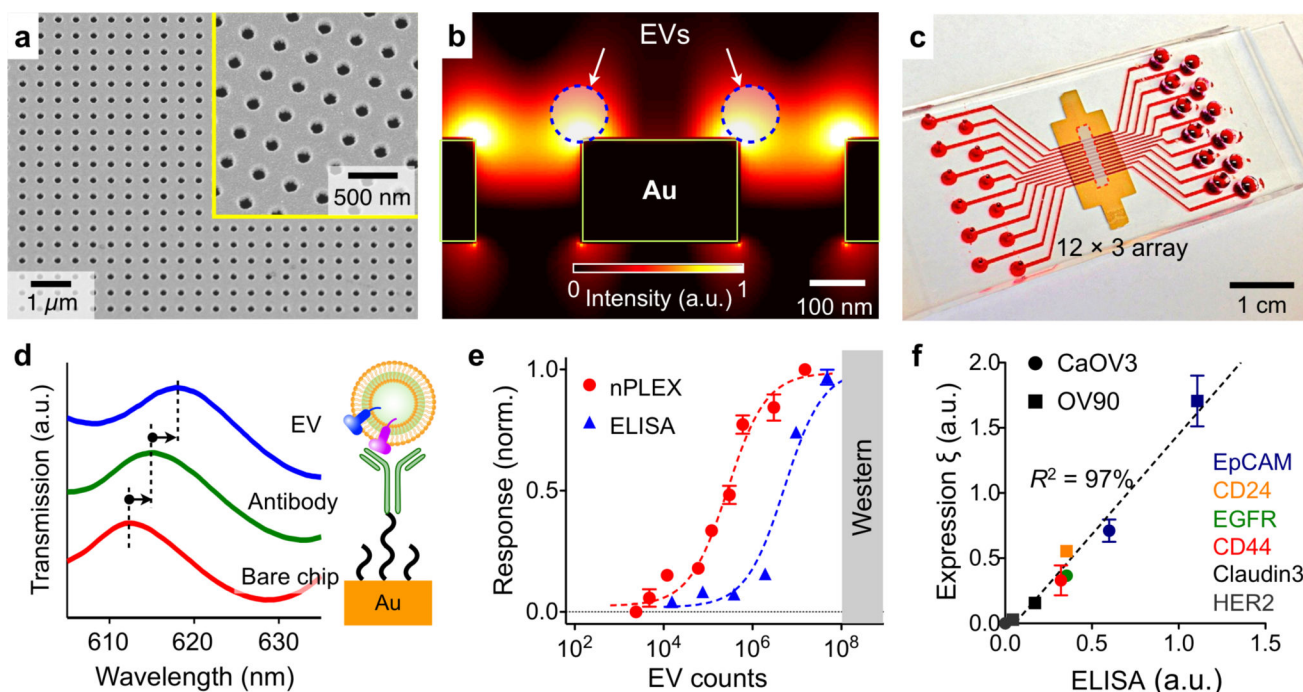 a
500 nm
1 µm
b
EVs
Au
0
1
Intensity (a.u.)
100 nm
c
12 × 3 array
1 cm
d
Transmission (a.u.)
EV
Antibody
Bare chip
610
620
630
Wavelength (nm)
Au
e
Response (norm.)
1.0
0.5
0.0
nPLEX
ELISA
Western
10²
10⁴
10⁶
10⁸
EV counts
f
Expression ξ (a.u.)
2.0
1.5
1.0
0.5
0
CaOV3
OV90
R² = 97%
EpCAM
CD24
EGFR
CD44
Claudin3
HER2
0.0
0.5
1.0
1.5
ELISA (a.u.)